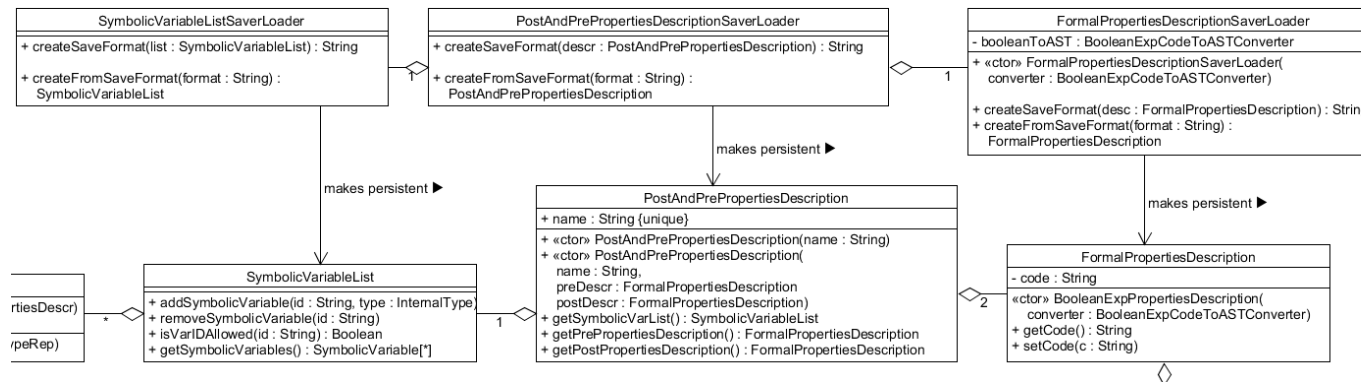 SymbolicVariableListSaverLoader
+ createSaveFormat(list : SymbolicVariableList) : String
+ createFromSaveFormat(format : String) :
SymbolicVariableList
1
PostAndPrePropertiesDescriptionSaverLoader
+ createSaveFormat(descr : PostAndPrePropertiesDescription) : String
+ createFromSaveFormat(format : String) :
PostAndPrePropertiesDescription
1
FormalPropertiesDescriptionSaverLoader
- booleanToAST : BooleanExpCodeToASTConverter
+ «ctor» FormalPropertiesDescriptionSaverLoader(
converter : BooleanExpCodeToASTConverter)
+ createSaveFormat(desc : FormalPropertiesDescription) : Strin
+ createFromSaveFormat(format : String) :
FormalPropertiesDescription
makes persistent ▶
makes persistent ▶
makes persistent ▶
rtiesDescr)
ypeRep)
*
SymbolicVariableList
+ addSymbolicVariable(id : String, type : InternalType)
+ removeSymbolicVariable(id : String)
+ isVarIDAllowed(id : String) : Boolean
+ getSymbolicVariables() : SymbolicVariable[*]
1
PostAndPrePropertiesDescription
+ name : String {unique}
+ «ctor» PostAndPrePropertiesDescription(name : String)
+ «ctor» PostAndPrePropertiesDescription(
name : String,
preDescr : FormalPropertiesDescription
postDescr : FormalPropertiesDescription)
+ getSymbolicVarList() : SymbolicVariableList
+ getPrePropertiesDescription() : FormalPropertiesDescription
+ getPostPropertiesDescription() : FormalPropertiesDescription
2
FormalPropertiesDescription
- code : String
«ctor» BooleanExpPropertiesDescription(
converter : BooleanExpCodeToASTConverter)
+ getCode() : String
+ setCode(c : String)